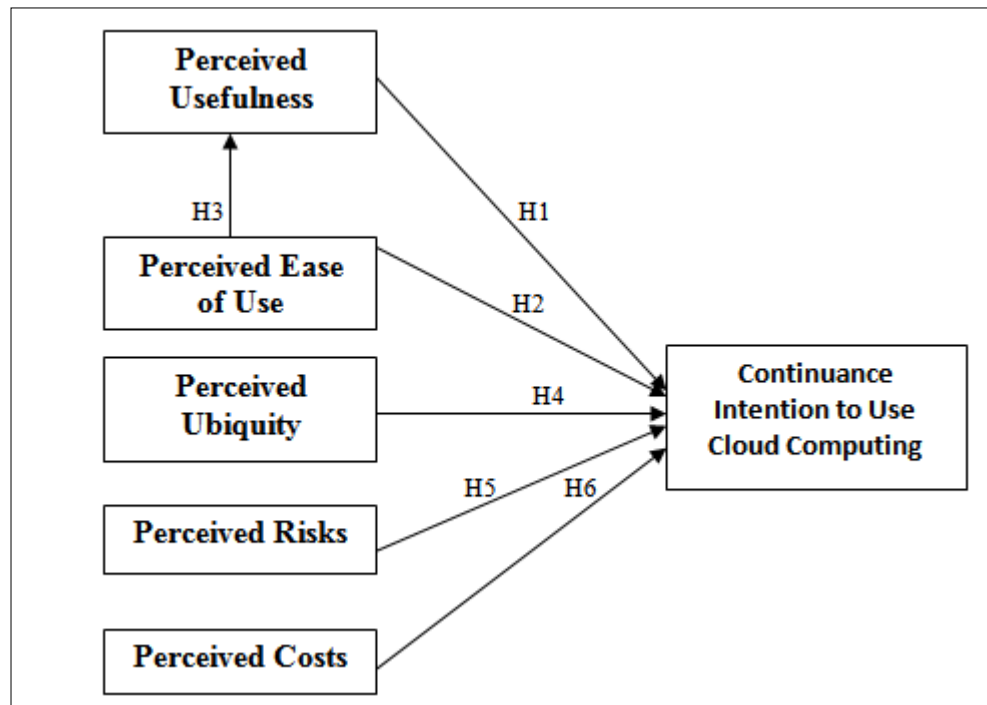 Perceived
Usefulness
H3
H1
Perceived Ease
of Use
H2
Perceived
Ubiquity
H4
Continuance
Intention to Use
Cloud Computing
H5
H6
Perceived Risks
Perceived Costs